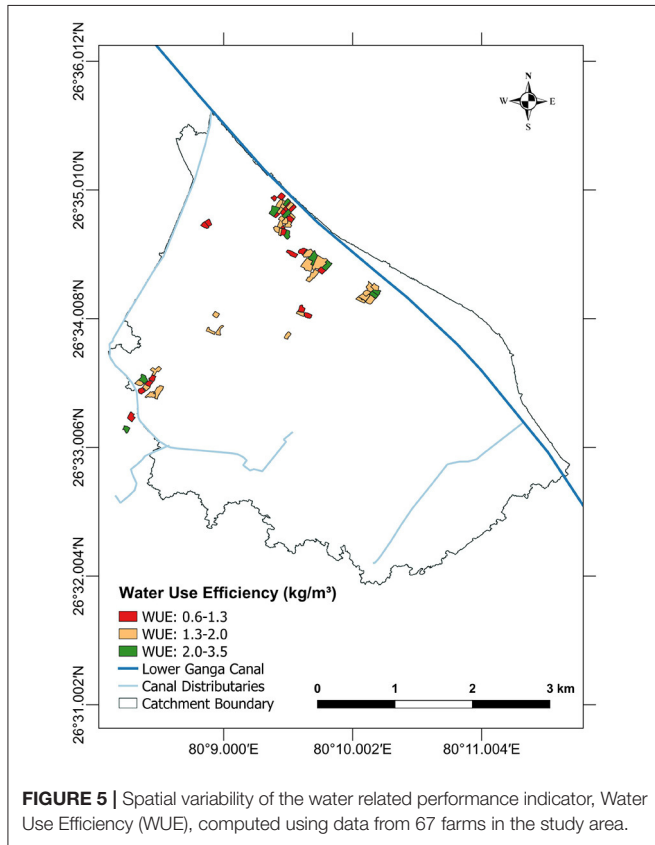 26°36.012'N
26°35.010'N
26°34.008'N
26°33.006'N
26°32.004'N
26°31.002'N
N
W E
S
Water Use Efficiency (kg/m³)
WUE: 0.6-1.3
WUE: 1.3-2.0
WUE: 2.0-3.5
Lower Ganga Canal
Canal Distributaries
Catchment Boundary
0 1 2 3 km
80°9.000'E 80°10.002'E 80°11.004'E
FIGURE 5 | Spatial variability of the water related performance indicator, Water
Use Efficiency (WUE), computed using data from 67 farms in the study area.